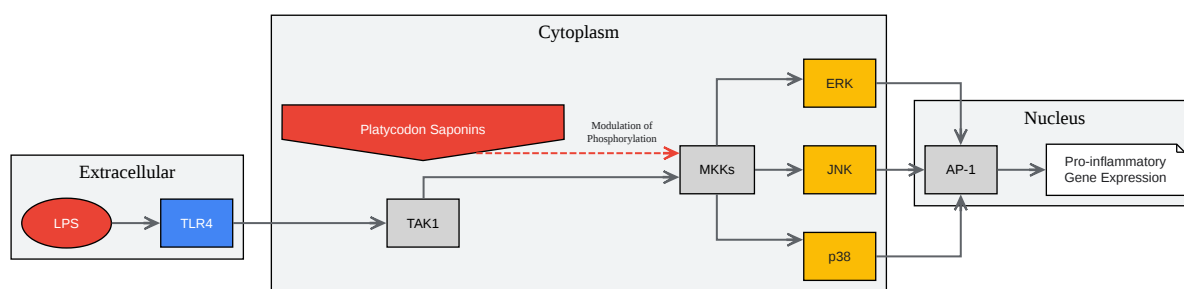 Cytoplasm
ERK
Platycodon Saponins
Modulation of
Phosphorylation
Nucleus
Extracellular
MKKs
JNK
AP-1
Pro-inflammatory
Gene Expression
LPS
TLR4
TAK1
p38